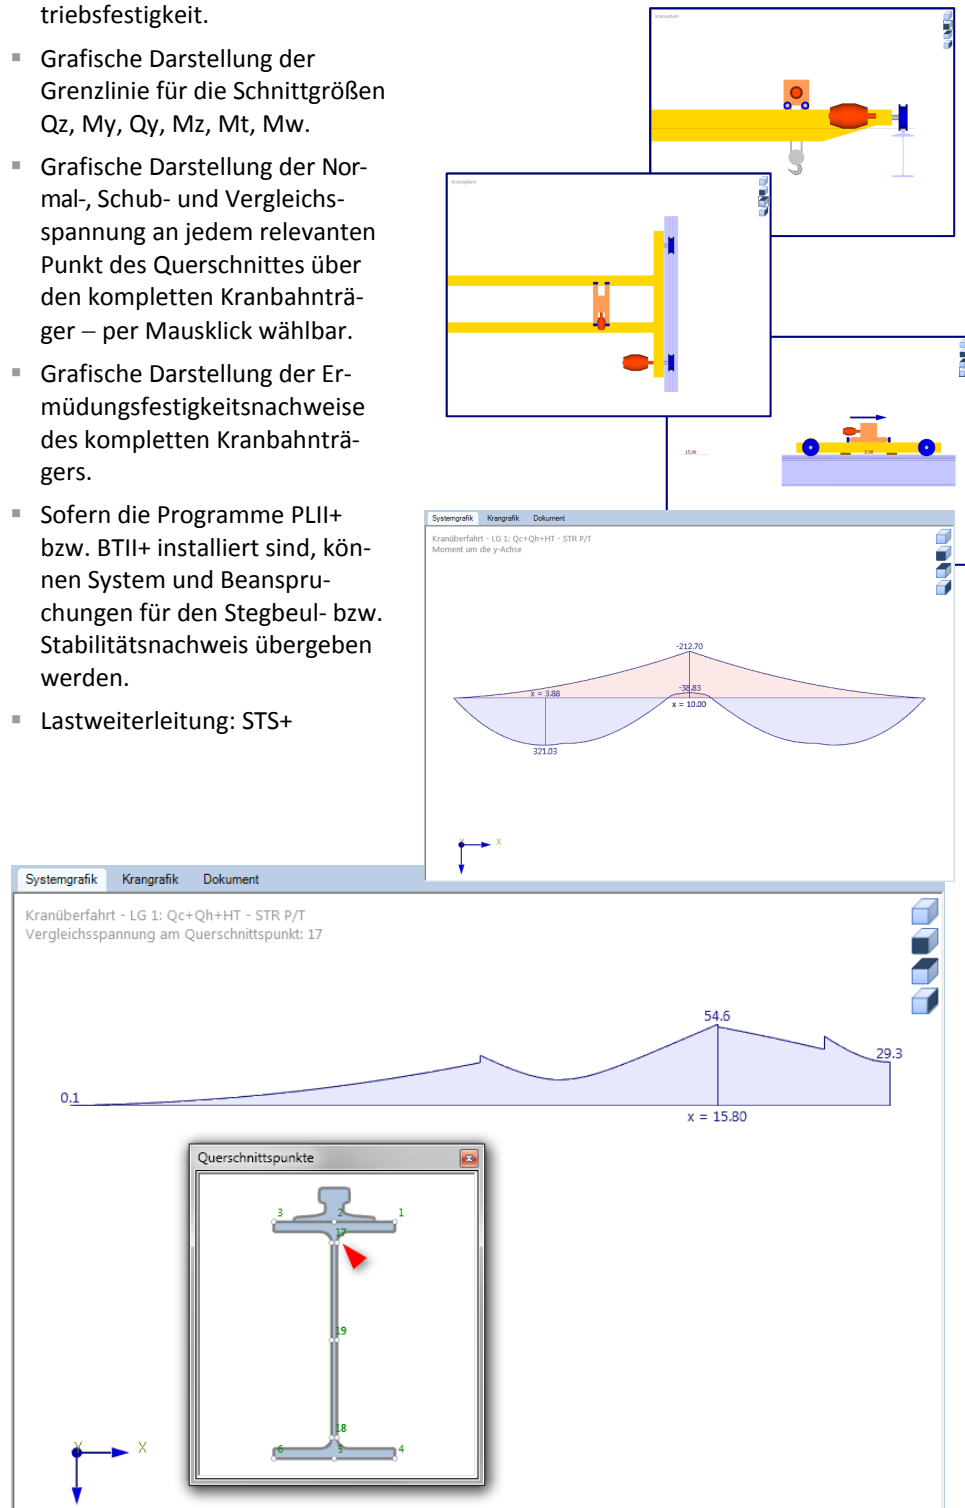 triebsfestigkeit.
▪ Grafische Darstellung der
Grenzlinie für die Schnittgrößen
Qz, My, Qy, Mz, Mt, Mw.
▪ Grafische Darstellung der Nor-
mal-, Schub- und Vergleichs-
spannung an jedem relevanten
Punkt des Querschnittes über
den kompletten Kranbahnträ-
ger – per Mausklick wählbar.
▪ Grafische Darstellung der Er-
müdungsfestigkeitsnachweise
des kompletten Kranbahnträ-
gers.
▪ Sofern die Programme PLII+
bzw. BTII+ installiert sind, kön-
nen System und Beanspru-
chungen für den Stegbeul- bzw.
Stabilitätsnachweis übergeben
werden.
▪ Lastweiterleitung: STS+
Kransystem
Kransystem
15.00
2.50
Systemgrafik Krangrafik Dokument
Kranüberfahrt - LG 1: Qc+Qh+HT - STR P/T
Moment um die y-Achse
-212.70
x = 3.88
-38.83
x = 10.00
321.03
Y X
Systemgrafik Krangrafik Dokument
Kranüberfahrt - LG 1: Qc+Qh+HT - STR P/T
Vergleichsspannung am Querschnittspunkt: 17
54.6
29.3
0.1
x = 15.80
Querschnittspunkte
3 2 1
17
19
18
6 5 4
Y X